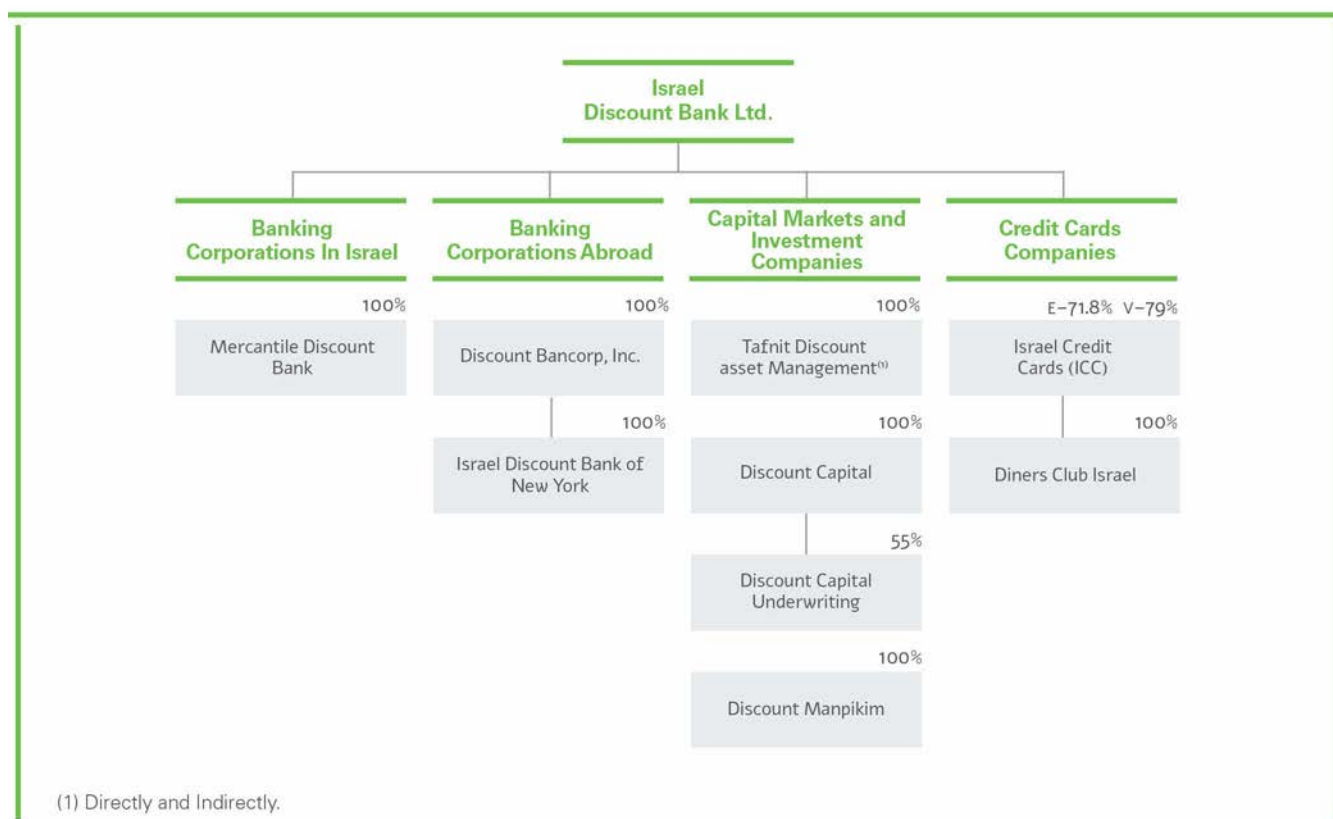 Israel
Discount Bank Ltd.
Banking
Corporations In Israel
100%
Mercantile Discount
Bank
Banking
Corporations Abroad
100%
Discount Bancorp, Inc.
100%
Israel Discount Bank of
New York
Capital Markets and
Investment
Companies
100%
Tafnit Discount
asset Management(1)
100%
Discount Capital
55%
Discount Capital
Underwriting
100%
Discount Manpikim
Credit Cards
Companies
E–71.8% V–79%
Israel Credit
Cards (ICC)
100%
Diners Club Israel
(1) Directly and Indirectly.